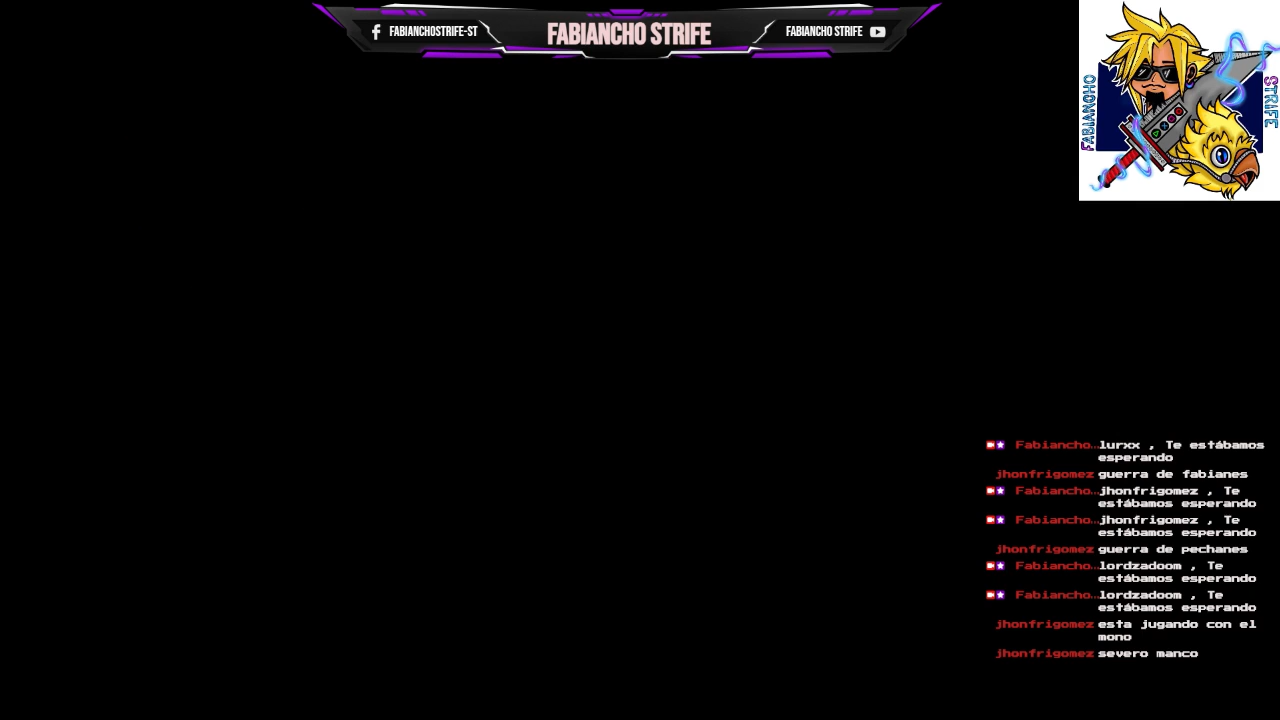 FABIANCHOSTRIFE-ST
FABIANCHO STRIFE
FABIANCHO STRIFE
FABIANCHO
STRIFE
Fabiancho… lurxx , Te estábamos
esperando
jhonfrigomez guerra de fabianes
Fabiancho… jhonfrigomez , Te
estábamos esperando
Fabiancho… jhonfrigomez , Te
estábamos esperando
jhonfrigomez guerra de pechanes
Fabiancho… lordzadoom , Te
estábamos esperando
Fabiancho… lordzadoom , Te
estábamos esperando
jhonfrigomez esta jugando con el
mono
jhonfrigomez severo manco